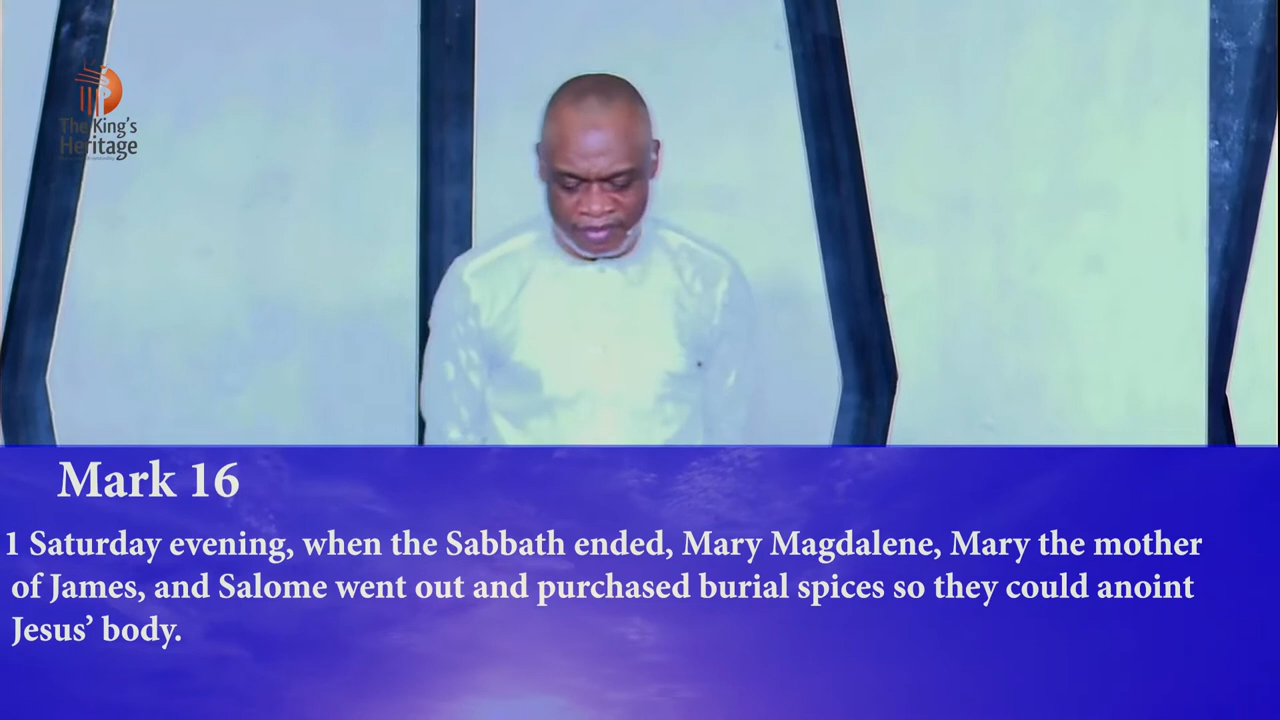 The King's
Heritage
Mark 16
1 Saturday evening, when the Sabbath ended, Mary Magdalene, Mary the mother
of James, and Salome went out and purchased burial spices so they could anoint
Jesus’ body.